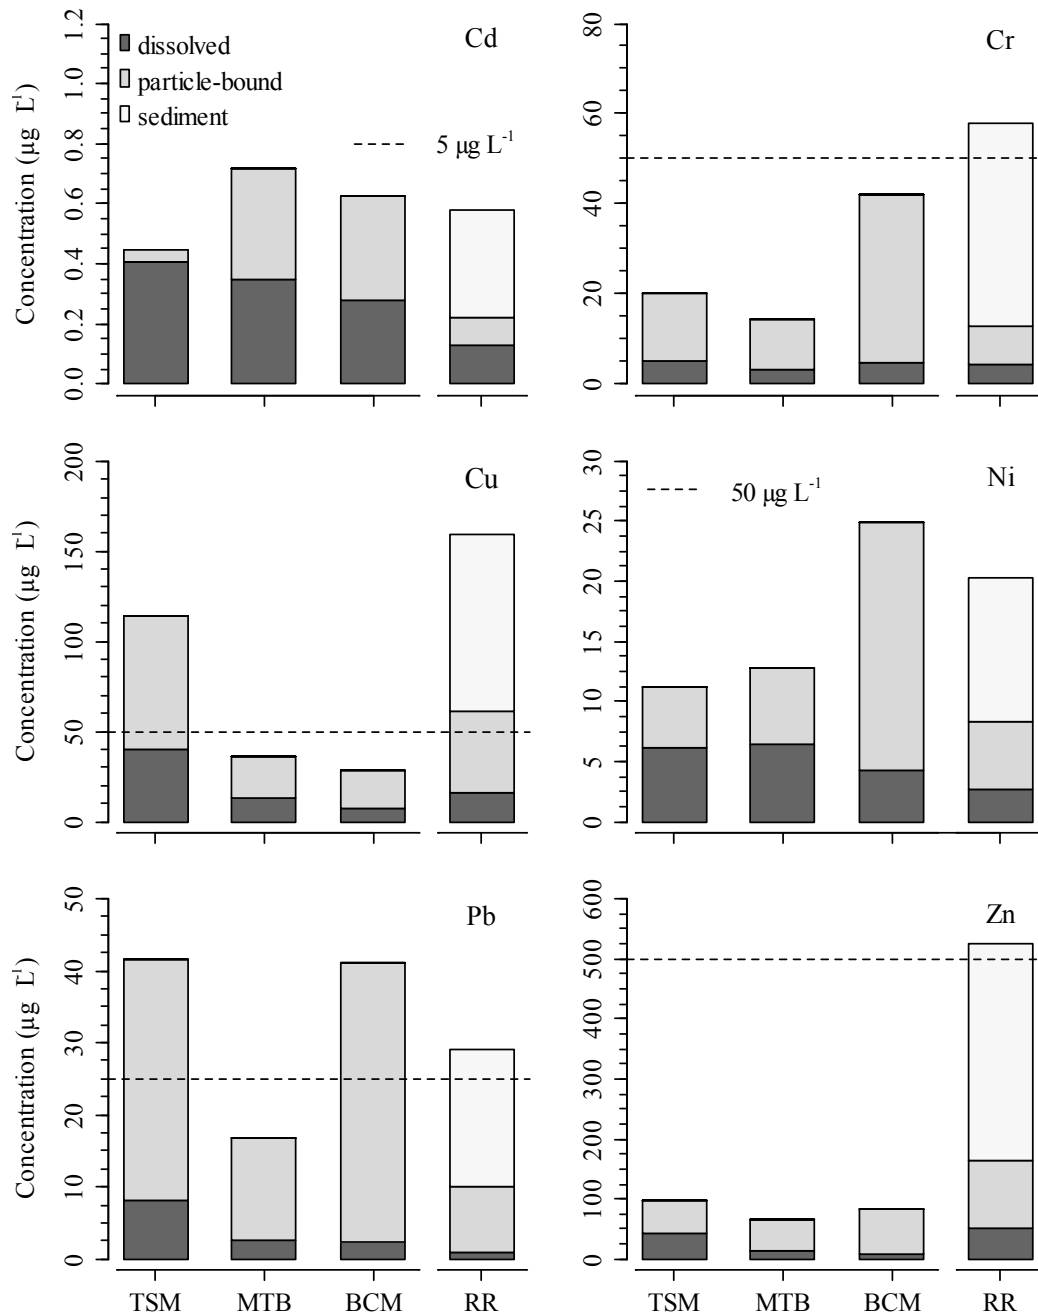 Cd
dissolved
particle-bound
sediment
5 µg L-1
Concentration (µg L-1)
0.0 0.2 0.4 0.6 0.8 1.0 1.2
Cr
0 20 40 60 80
Cu
Concentration (µg L-1)
0 50 100 150 200
Ni
50 µg L-1
0 5 10 15 20 25 30
Pb
Concentration (µg L-1)
0 10 20 30 40 50
TSM MTB BCM RR
Zn
0 100 200 300 400 500 600
TSM MTB BCM RR